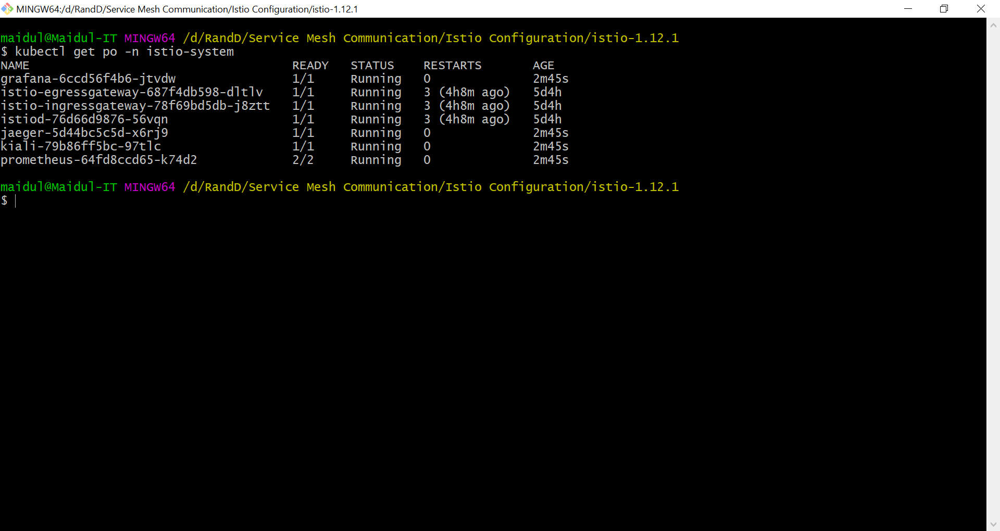 MINGW64:/d/RandD/Service Mesh Communication/Istio Configuration/istio-1.12.1
maidul@Maidul-IT MINGW64 /d/RandD/Service Mesh Communication/Istio Configuration/istio-1.12.1
$ kubectl get po -n istio-system
NAME                                    READY   STATUS    RESTARTS       AGE
grafana-6ccd56f4b6-jtvdw                1/1     Running   0              2m45s
istio-egressgateway-687f4db598-dltlv    1/1     Running   3 (4h8m ago)   5d4h
istio-ingressgateway-78f69bd5db-j8ztt   1/1     Running   3 (4h8m ago)   5d4h
istiod-76d66d9876-56vqn                 1/1     Running   3 (4h8m ago)   5d4h
jaeger-5d44bc5c5d-x6rj9                 1/1     Running   0              2m45s
kiali-79b86ff5bc-97tlc                  1/1     Running   0              2m45s
prometheus-64fd8ccd65-k74d2             2/2     Running   0              2m45s
maidul@Maidul-IT MINGW64 /d/RandD/Service Mesh Communication/Istio Configuration/istio-1.12.1
$